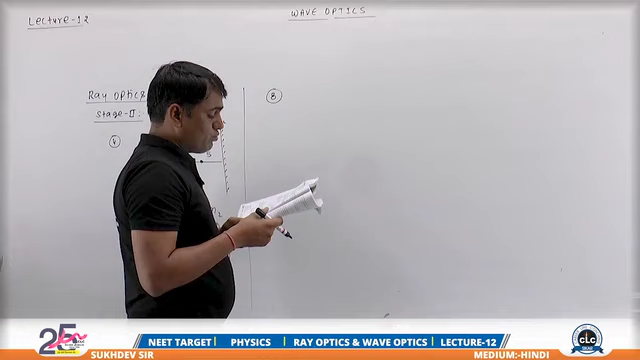 Lecture-12
WAVE OPTICS
Ray OPtics
Stage-II:
8
S
25
NEET TARGET | PHYSICS | RAY OPTICS & WAVE OPTICS | LECTURE-12
SUKHDEV SIR
MEDIUM:-HINDI
CLC